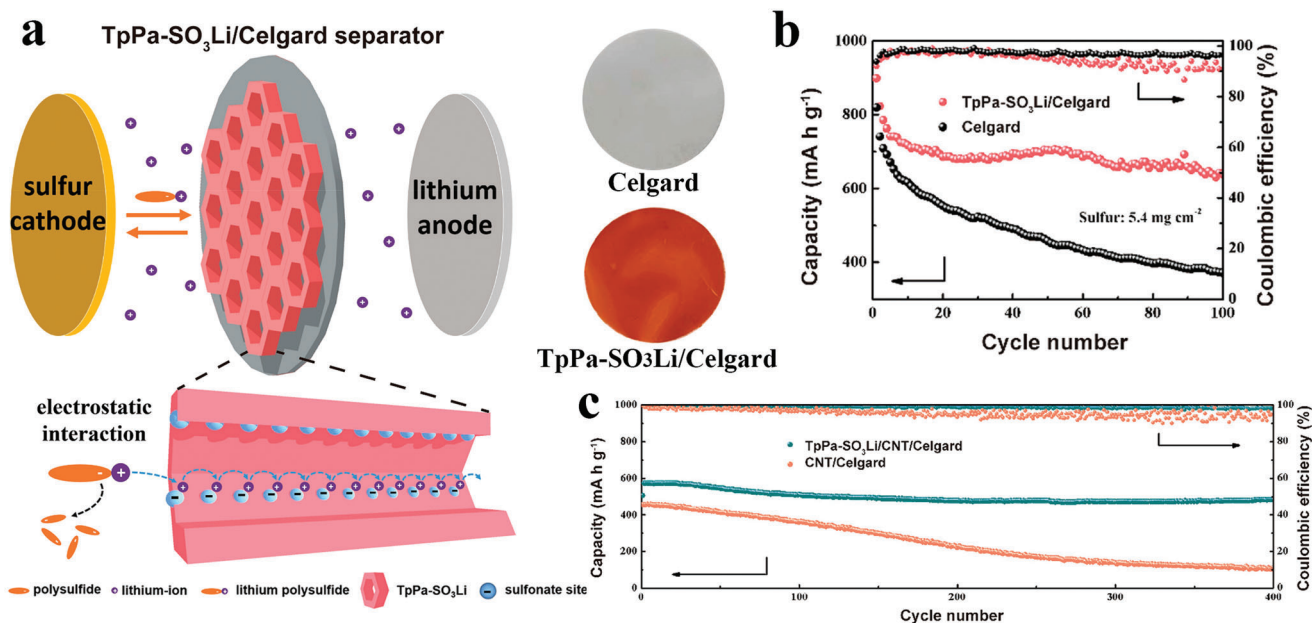 a
TpPa-SO₃Li/Celgard separator
sulfur
cathode
lithium
anode
electrostatic
interaction
polysulfide
lithium-ion
lithium polysulfide
TpPa-SO₃Li
sulfonate site
Celgard
TpPa-SO3Li/Celgard
b
Capacity (mA h g⁻¹)
1000
800
600
400
TpPa-SO₃Li/Celgard
Celgard
Sulfur: 5.4 mg cm⁻²
100
80
60
40
20
0
Coulombic efficiency (%)
0 20 40 60 80 100
Cycle number
c
Capacity (mA h g⁻¹)
1000
800
600
400
200
0
TpPa-SO₃Li/CNT/Celgard
CNT/Celgard
100
80
60
40
20
0
Coulombic efficiency (%)
0 100 200 300 400
Cycle number